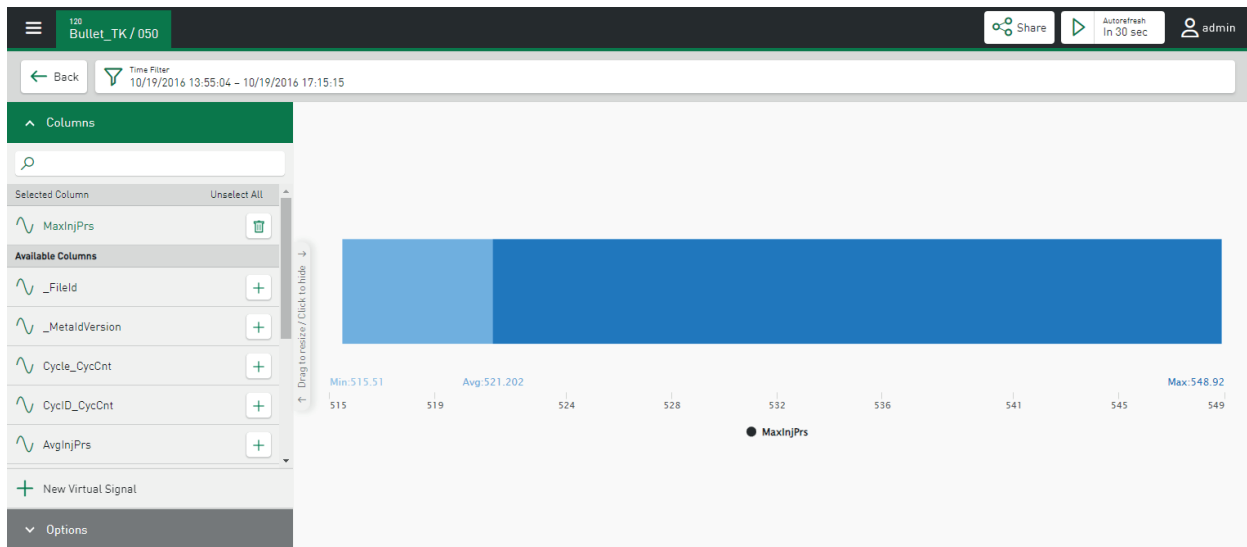 120
Bullet_TK / 050
Share
Autorefresh
In 30 sec
admin
Back
Time Filter
10/19/2016 13:55:04 – 10/19/2016 17:15:15
Columns
Selected Column Unselect All
MaxInjPrs
Available Columns
_FileId
_MetaIdVersion
Cycle_CycCnt
CycID_CycCnt
AvgInjPrs
New Virtual Signal
Options
← Drag to resize / Click to hide →
Min:515.51 Avg:521.202 Max:548.92
515 519 524 528 532 536 541 545 549
MaxInjPrs